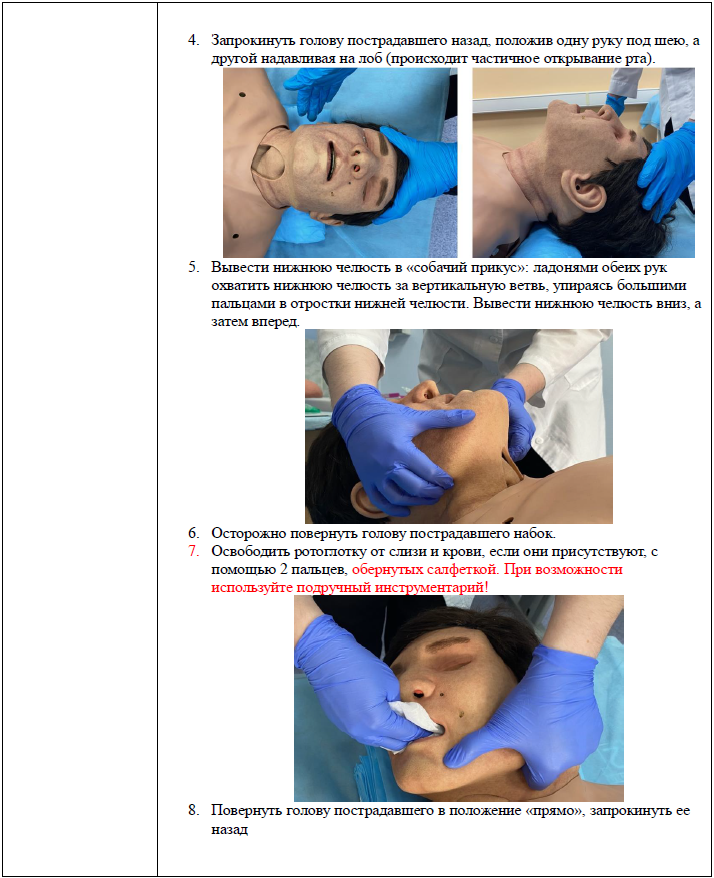 4. Запрокинуть голову пострадавшего назад, положив одну руку под шею, а
другой надавливая на лоб (происходит частичное открывание рта).
5. Вывести нижнюю челюсть в «собачий прикус»: ладонями обеих рук
охватить нижнюю челюсть за вертикальную ветвь, упираясь большими
пальцами в отростки нижней челюсти. Вывести нижнюю челюсть вниз, а
затем вперед.
6. Осторожно повернуть голову пострадавшего набок.
7. Освободить ротоглотку от слизи и крови, если они присутствуют, с
помощью 2 пальцев, обернутых салфеткой. При возможности
используйте подручный инструментарий!
8. Повернуть голову пострадавшего в положение «прямо», запрокинуть ее
назад